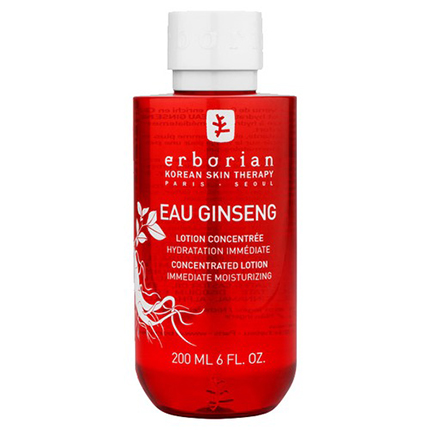 erborian
KOREAN SKIN THERAPY
PARIS - SEOUL
EAU GINSENG
LOTION CONCENTRÉE
HYDRATATION IMMÉDIATE
CONCENTRATED LOTION
IMMEDIATE MOISTURIZING
200 ML 6 FL. OZ.